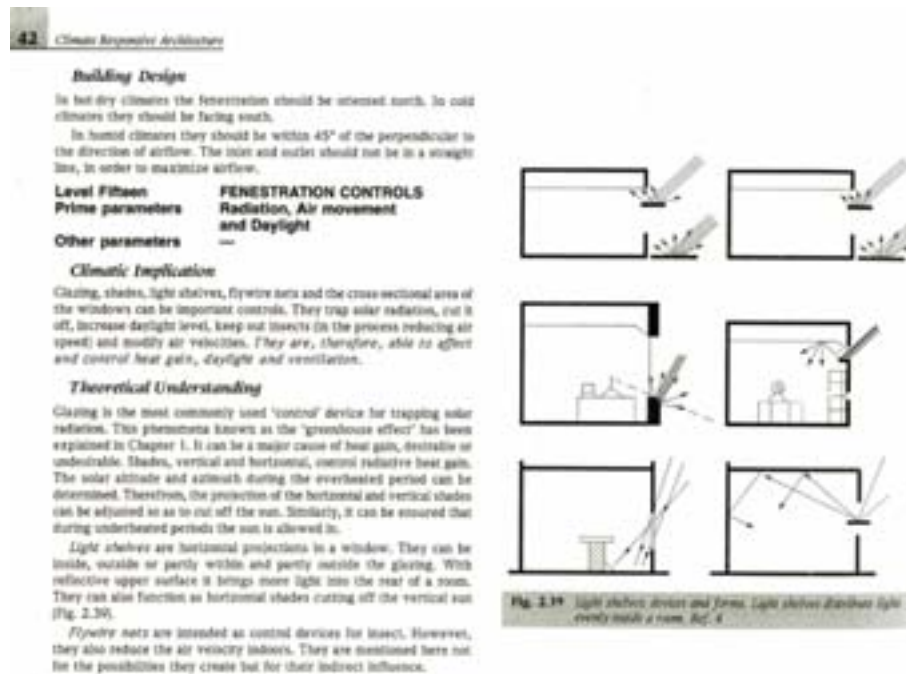 42 Climate Responsive Architecture
Building Design
In hot-dry climates the fenestration should be oriented north. In cold
climates they should be facing south.
In humid climates they should be within 45° of the perpendicular to
the direction of airflow. The inlet and outlet should not be in a straight
line, in order to maximize airflow.
Level Fifteen FENESTRATION CONTROLS
Prime parameters Radiation, Air movement
and Daylight
Other parameters —
Climatic Implication
Glazing, shades, light shelves, flywire nets and the cross-sectional area of
the windows can be important controls. They trap solar radiation, cut it
off, increase daylight level, keep out insects (in the process reducing air
speed) and modify air velocities. They are, therefore, able to affect
and control heat gain, daylight and ventilation.
Theoretical Understanding
Glazing is the most commonly used 'control' device for trapping solar
radiation. This phenomena known as the 'greenhouse effect' has been
explained in Chapter 1. It can be a major cause of heat gain, desirable or
undesirable. Shades, vertical and horizontal, control radiative heat gain.
The solar altitude and azimuth during the overheated period can be
determined. Therefrom, the projection of the horizontal and vertical shades
can be adjusted so as to cut off the sun. Similarly, it can be ensured that
during underheated periods the sun is allowed in.
Light shelves are horizontal projections in a window. They can be
inside, outside or partly within and partly outside the glazing. With
reflective upper surface it brings more light into the rear of a room.
They can also function as horizontal shades cutting off the vertical sun
(Fig. 2.39).
Flywire nets are intended as control devices for insect. However,
they also reduce the air velocity indoors. They are mentioned here not
for the possibilities they create but for their indirect influence.
Fig. 2.39 Light shelves: devices and forms. Light shelves distribute light
evenly inside a room. Ref. 4